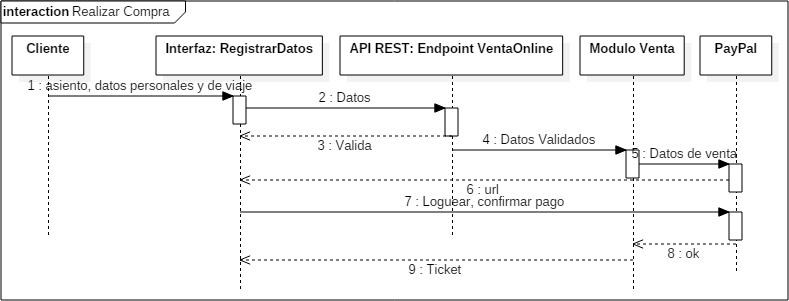 interaction Realizar Compra
Cliente
Interfaz: RegistrarDatos
API REST: Endpoint VentaOnline
Modulo Venta
PayPal
1 : asiento, datos personales y de viaje
2 : Datos
3 : Valida
4 : Datos Validados
5 : Datos de venta
6 : url
7 : Loguear, confirmar pago
8 : ok
9 : Ticket